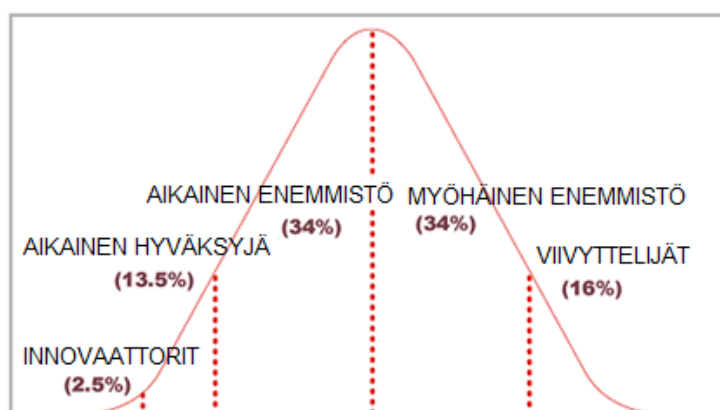 AIKAINEN ENEMMISTÖ
(34%)
MYÖHÄINEN ENEMMISTÖ
(34%)
AIKAINEN HYVÄKSYJÄ
(13.5%)
VIIVYTTELIJÄT
(16%)
INNOVAATTORIT
(2.5%)